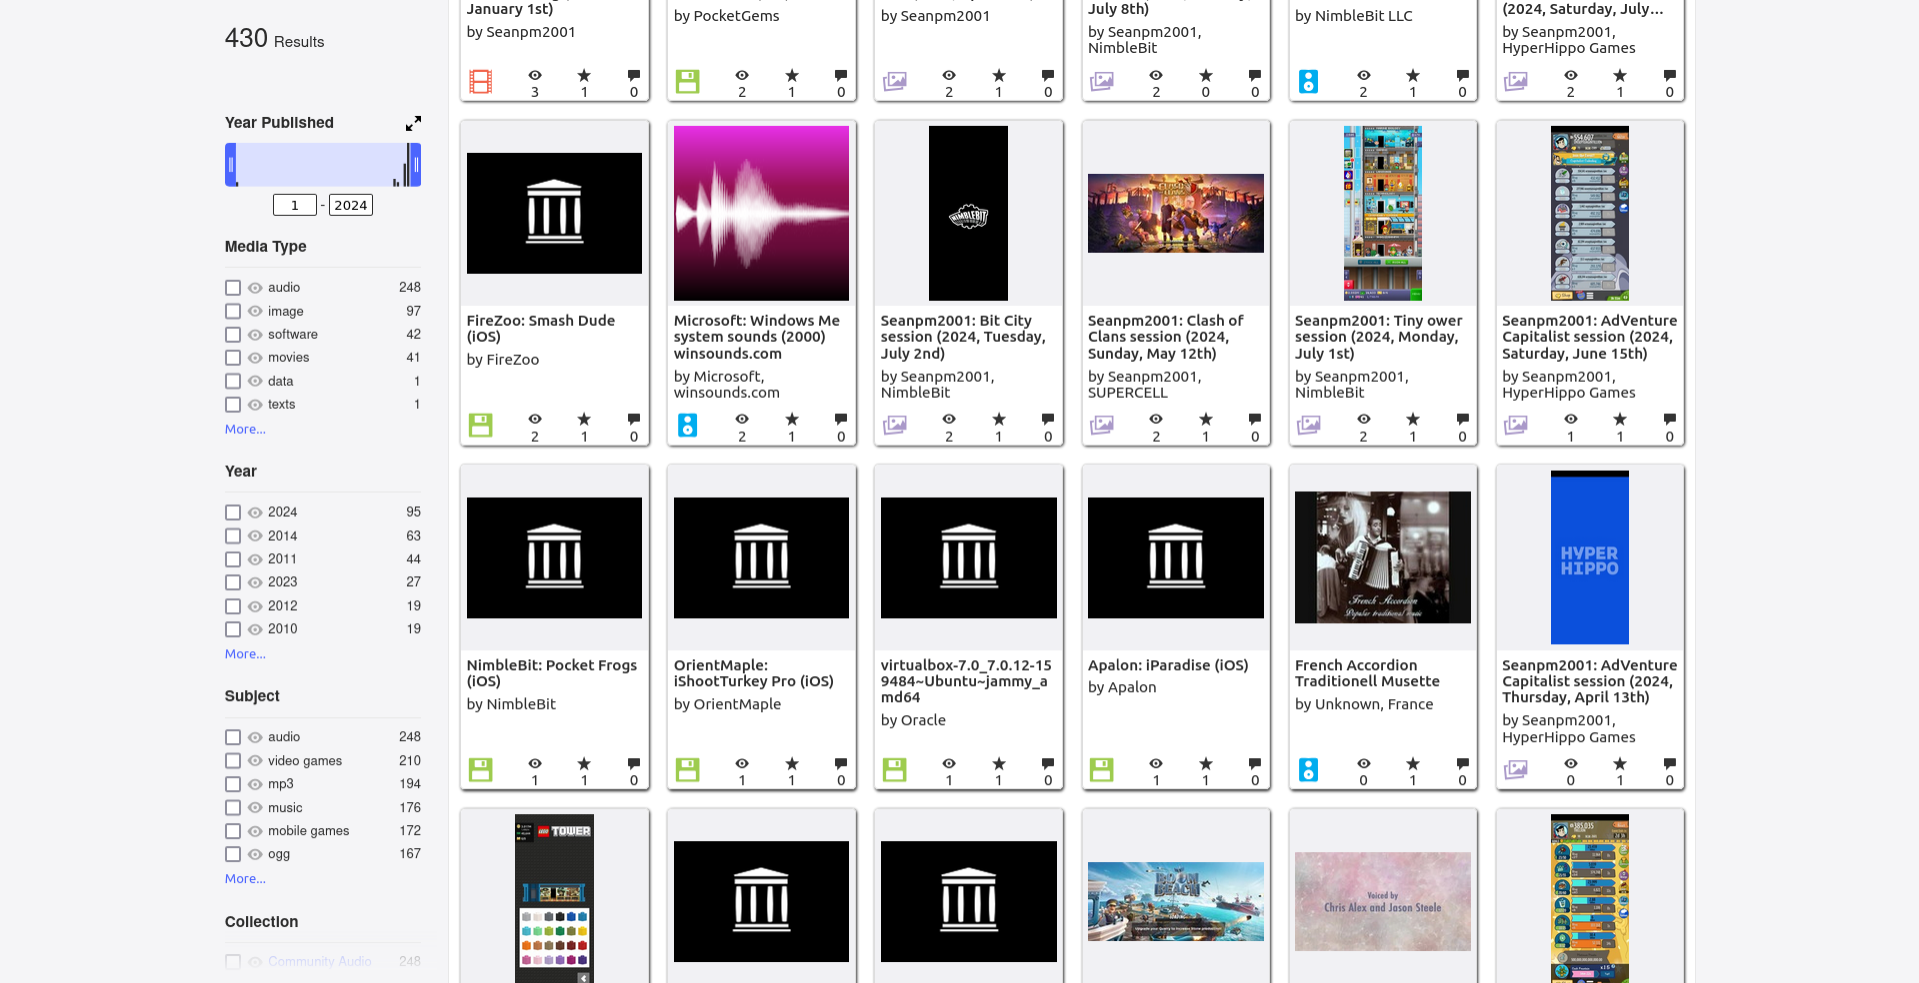 430 Results
Year Published
1 - 2024
Media Type
audio 248
image 97
software 42
movies 41
data 1
texts 1
More...
Year
2024 95
2014 63
2011 44
2023 27
2012 19
2010 19
More...
Subject
audio 248
video games 210
mp3 194
music 176
mobile games 172
ogg 167
More...
Collection
Community Audio 248
January 1st)
by Seanpm2001
3 1 0
by PocketGems
2 1 0
by Seanpm2001
2 1 0
July 8th)
by Seanpm2001,
NimbleBit
2 0 0
by NimbleBit LLC
2 1 0
(2024, Saturday, July...
by Seanpm2001,
HyperHippo Games
2 1 0
FireZoo: Smash Dude
(iOS)
by FireZoo
2 1 0
Microsoft: Windows Me
system sounds (2000)
winsounds.com
by Microsoft,
winsounds.com
2 1 0
NIMBLEBIT
Seanpm2001: Bit City
session (2024, Tuesday,
July 2nd)
by Seanpm2001,
NimbleBit
2 1 0
Seanpm2001: Clash of
Clans session (2024,
Sunday, May 12th)
by Seanpm2001,
SUPERCELL
2 1 0
Seanpm2001: Tiny ower
session (2024, Monday,
July 1st)
by Seanpm2001,
NimbleBit
2 1 0
Seanpm2001: AdVenture
Capitalist session (2024,
Saturday, June 15th)
by Seanpm2001,
HyperHippo Games
1 1 0
NimbleBit: Pocket Frogs
(iOS)
by NimbleBit
1 1 0
OrientMaple:
iShootTurkey Pro (iOS)
by OrientMaple
1 1 0
virtualbox-7.0_7.0.12-15
9484~Ubuntu~jammy_a
md64
by Oracle
1 1 0
Apalon: iParadise (iOS)
by Apalon
1 1 0
French Accordion
Popular traditional music
French Accordion
Traditionell Musette
by Unknown, France
0 1 0
HYPER
HIPPO
Seanpm2001: AdVenture
Capitalist session (2024,
Thursday, April 13th)
by Seanpm2001,
HyperHippo Games
0 1 0
LEGO TOWER
BOOM
BEACH
Voiced by
Chris Alex and Jason Steele